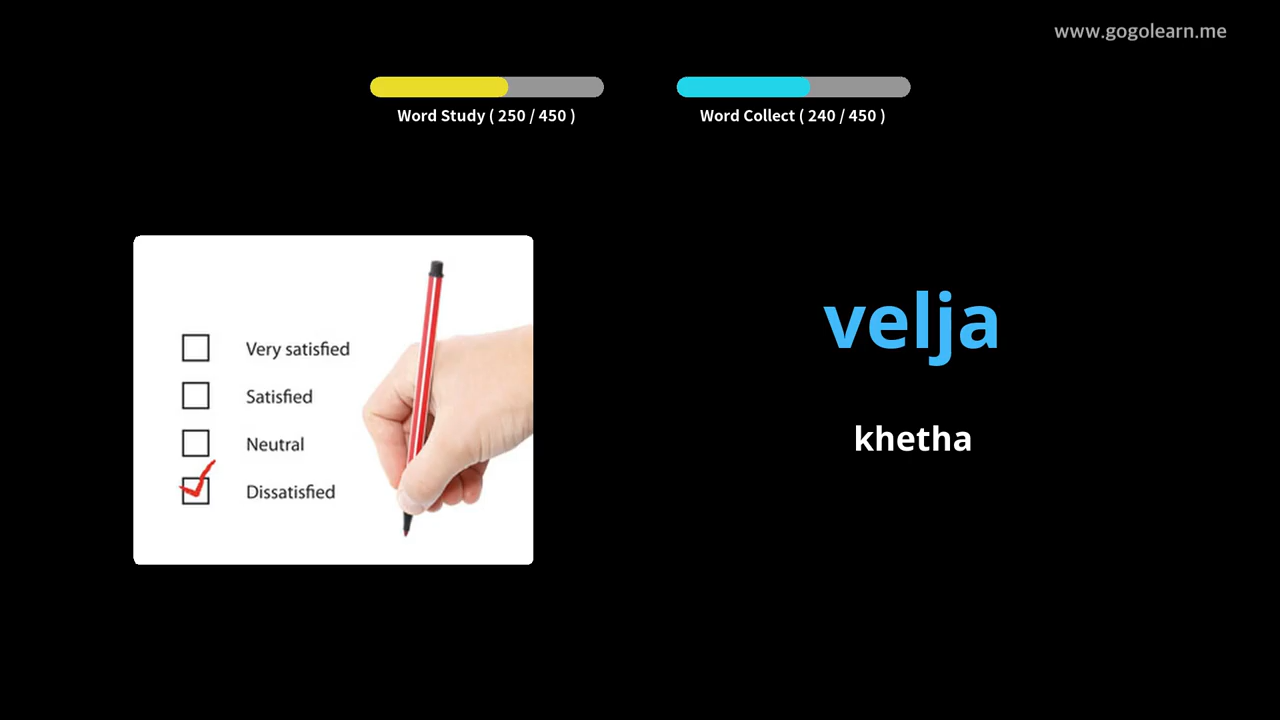 www.gogolearn.me
Word Study ( 250 / 450 )
Word Collect ( 240 / 450 )
Very satisfied
Satisfied
Neutral
Dissatisfied
velja
khetha